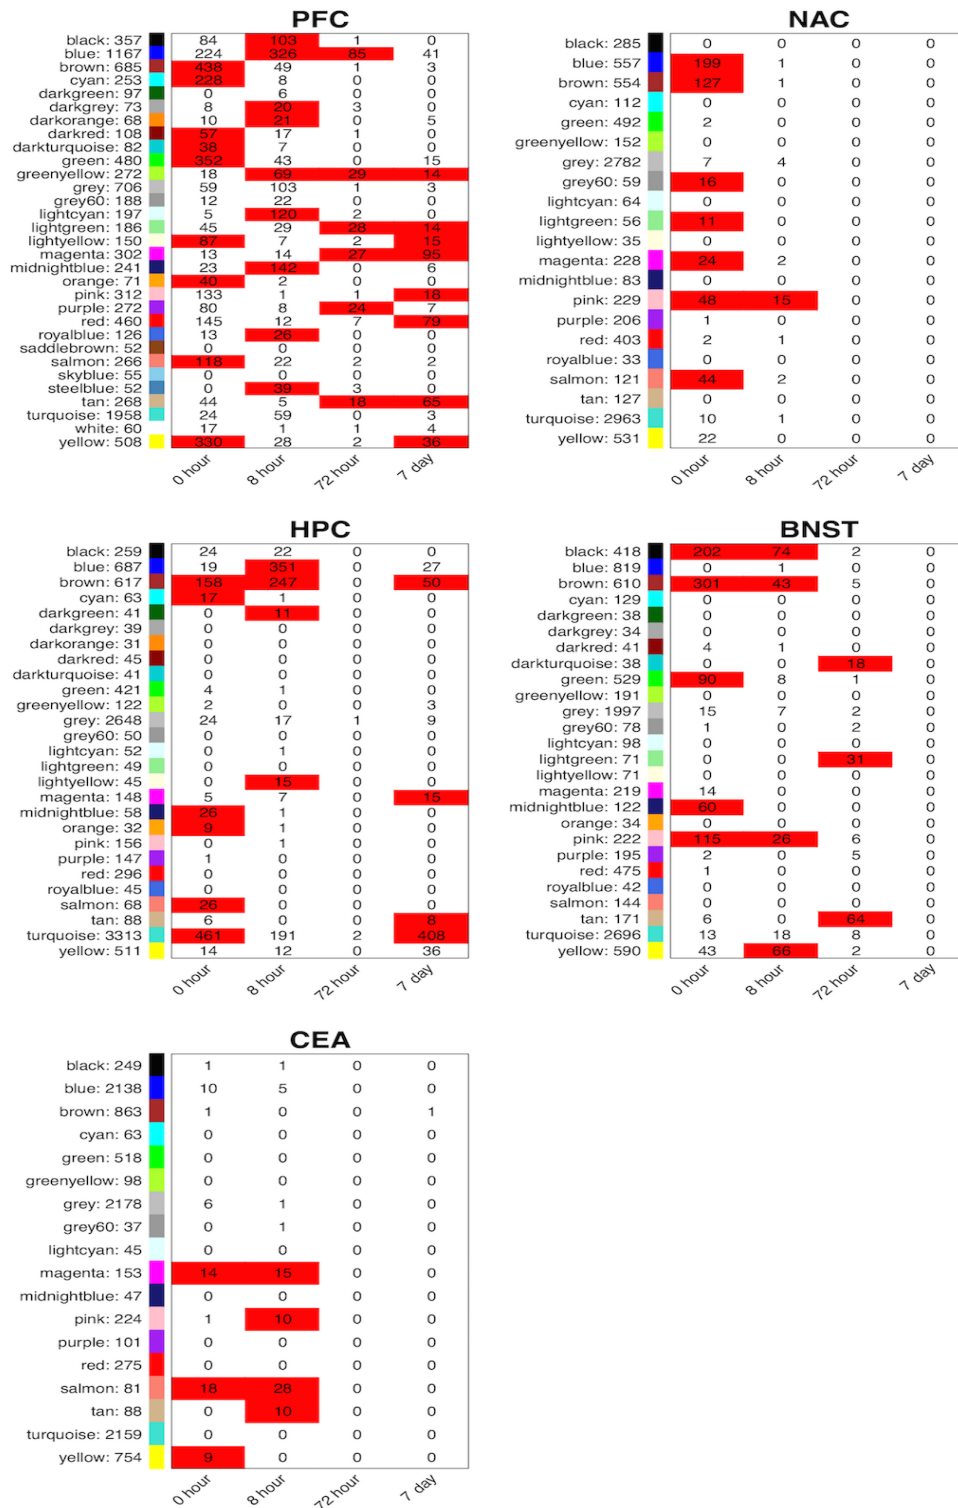 PFC
black: 357 84 103 1 0
blue: 1167 224 326 85 41
brown: 685 438 49 1 3
cyan: 253 228 8 0 0
darkgreen: 97 0 6 0 0
darkgrey: 73 8 20 3 0
darkorange: 68 10 21 0 5
darkred: 108 57 17 1 0
darkturquoise: 82 38 7 0 0
green: 480 352 43 0 15
greenyellow: 272 18 69 29 14
grey: 706 59 103 1 3
grey60: 188 12 22 0 0
lightcyan: 197 5 120 2 0
lightgreen: 186 45 29 28 14
lightyellow: 150 87 7 2 15
magenta: 302 13 14 27 95
midnightblue: 241 23 142 0 6
orange: 71 40 2 0 0
pink: 312 133 1 1 18
purple: 272 80 8 24 7
red: 460 145 12 7 79
royalblue: 126 13 26 0 0
saddlebrown: 52 0 0 0 0
salmon: 266 118 22 2 2
skyblue: 55 0 0 0 0
steelblue: 52 0 39 3 0
tan: 268 44 5 18 65
turquoise: 1958 24 59 0 3
white: 60 17 1 1 4
yellow: 508 330 28 2 36
0 hour 8 hour 72 hour 7 day
NAC
black: 285 0 0 0 0
blue: 557 199 1 0 0
brown: 554 127 1 0 0
cyan: 112 0 0 0 0
green: 492 2 0 0 0
greenyellow: 152 0 0 0 0
grey: 2782 7 4 0 0
grey60: 59 16 0 0 0
lightcyan: 64 0 0 0 0
lightgreen: 56 11 0 0 0
lightyellow: 35 0 0 0 0
magenta: 228 24 2 0 0
midnightblue: 83 0 0 0 0
pink: 229 48 15 0 0
purple: 206 1 0 0 0
red: 403 2 1 0 0
royalblue: 33 0 0 0 0
salmon: 121 44 2 0 0
tan: 127 0 0 0 0
turquoise: 2963 10 1 0 0
yellow: 531 22 0 0 0
0 hour 8 hour 72 hour 7 day
HPC
black: 259 24 22 0 0
blue: 687 19 351 0 27
brown: 617 158 247 0 50
cyan: 63 17 1 0 0
darkgreen: 41 0 11 0 0
darkgrey: 39 0 0 0 0
darkorange: 31 0 0 0 0
darkred: 45 0 0 0 0
darkturquoise: 41 0 0 0 0
green: 421 4 1 0 0
greenyellow: 122 2 0 0 3
grey: 2648 24 17 1 9
grey60: 50 0 0 0 0
lightcyan: 52 0 1 0 0
lightgreen: 49 0 0 0 0
lightyellow: 45 0 15 0 0
magenta: 148 5 7 0 15
midnightblue: 58 26 1 0 0
orange: 32 9 1 0 0
pink: 156 0 1 0 0
purple: 147 1 0 0 0
red: 296 0 0 0 0
royalblue: 45 0 0 0 0
salmon: 68 26 0 0 0
tan: 88 6 0 0 8
turquoise: 3313 461 191 2 408
yellow: 511 14 12 0 36
0 hour 8 hour 72 hour 7 day
BNST
black: 418 202 74 2 0
blue: 819 0 1 0 0
brown: 610 301 43 5 0
cyan: 129 0 0 0 0
darkgreen: 38 0 0 0 0
darkgrey: 34 0 0 0 0
darkred: 41 4 1 0 0
darkturquoise: 38 0 0 18 0
green: 529 90 8 1 0
greenyellow: 191 0 0 0 0
grey: 1997 15 7 2 0
grey60: 78 1 0 2 0
lightcyan: 98 0 0 0 0
lightgreen: 71 0 0 31 0
lightyellow: 71 0 0 0 0
magenta: 219 14 0 0 0
midnightblue: 122 60 0 0 0
orange: 34 0 0 0 0
pink: 222 115 26 6 0
purple: 195 2 0 5 0
red: 475 1 0 0 0
royalblue: 42 0 0 0 0
salmon: 144 0 0 0 0
tan: 171 6 0 64 0
turquoise: 2696 13 18 8 0
yellow: 590 43 66 2 0
0 hour 8 hour 72 hour 7 day
CEA
black: 249 1 1 0 0
blue: 2138 10 5 0 0
brown: 863 1 0 0 1
cyan: 63 0 0 0 0
green: 518 0 0 0 0
greenyellow: 98 0 0 0 0
grey: 2178 6 1 0 0
grey60: 37 0 1 0 0
lightcyan: 45 0 0 0 0
magenta: 153 14 15 0 0
midnightblue: 47 0 0 0 0
pink: 224 1 10 0 0
purple: 101 0 0 0 0
red: 275 0 0 0 0
salmon: 81 18 28 0 0
tan: 88 0 10 0 0
turquoise: 2159 0 0 0 0
yellow: 754 9 0 0 0
0 hour 8 hour 72 hour 7 day